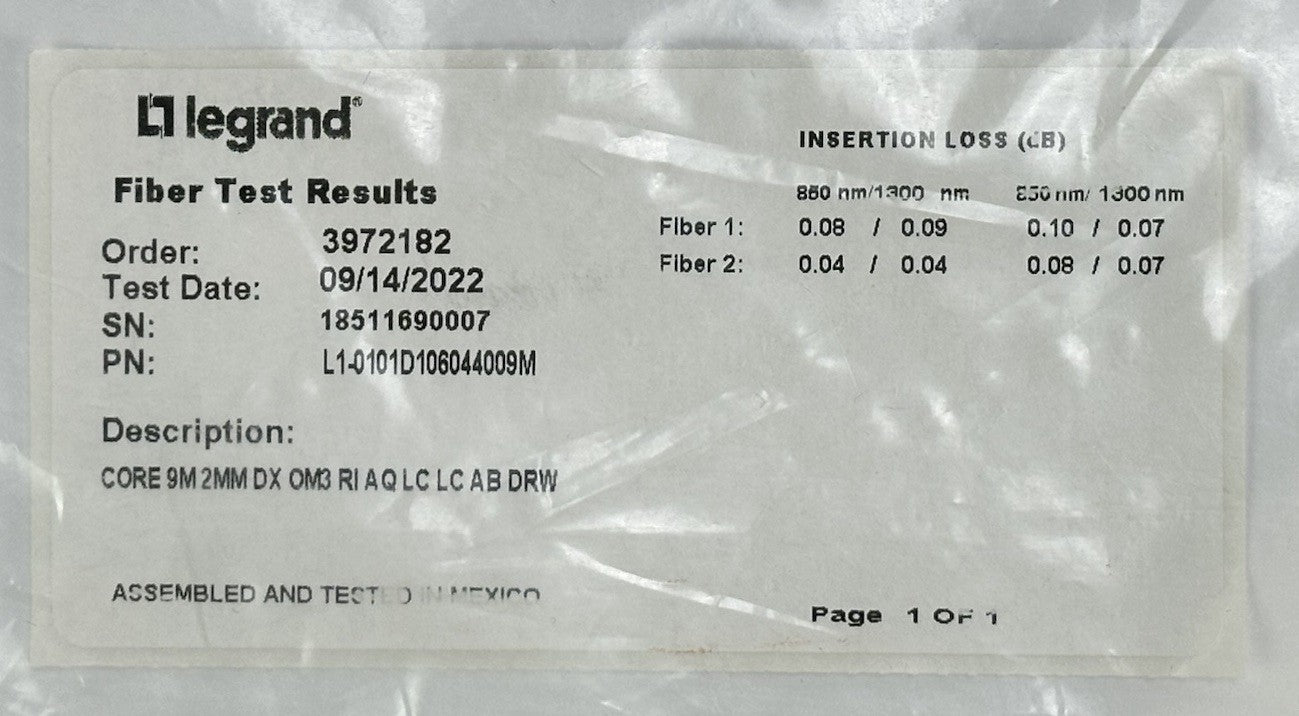 legrand®
Fiber Test Results
Order: 3972182
Test Date: 09/14/2022
SN: 18511690007
PN: L1-0101D106044009M
Description:
CORE 9M 2MM DX OM3 RI AQ LC LC AB DRW
ASSEMBLED AND TESTED IN MEXICO
INSERTION LOSS (dB)
850 nm/1300 nm 850 nm/ 1300 nm
Fiber 1: 0.08 / 0.09 0.10 / 0.07
Fiber 2: 0.04 / 0.04 0.08 / 0.07
Page 1 OF 1